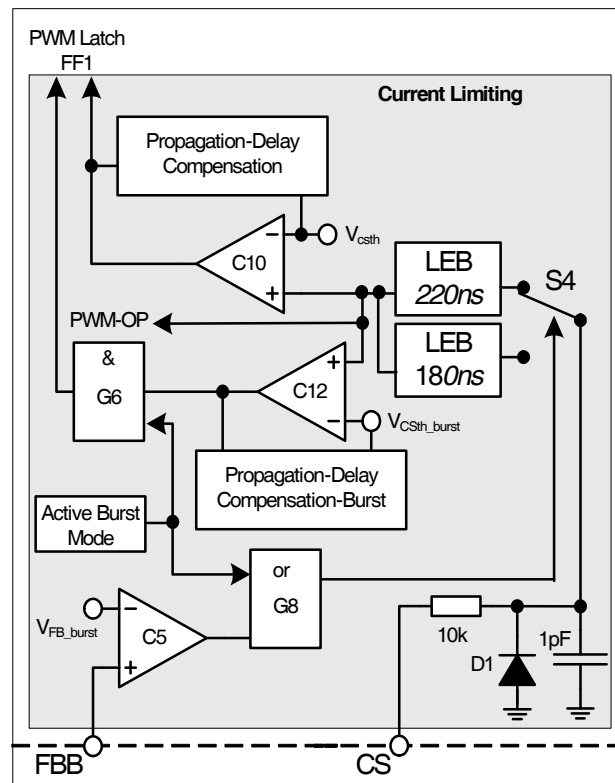 PWM Latch
FF1
Current Limiting
Propagation-Delay
Compensation
Vcsth
C10
LEB
220ns
S4
PWM-OP
LEB
180ns
&
G6
C12
VCSth_burst
Propagation-Delay
Compensation-Burst
Active Burst
Mode
or
G8
VFB_burst
C5
10k
D1
1pF
FBB
CS